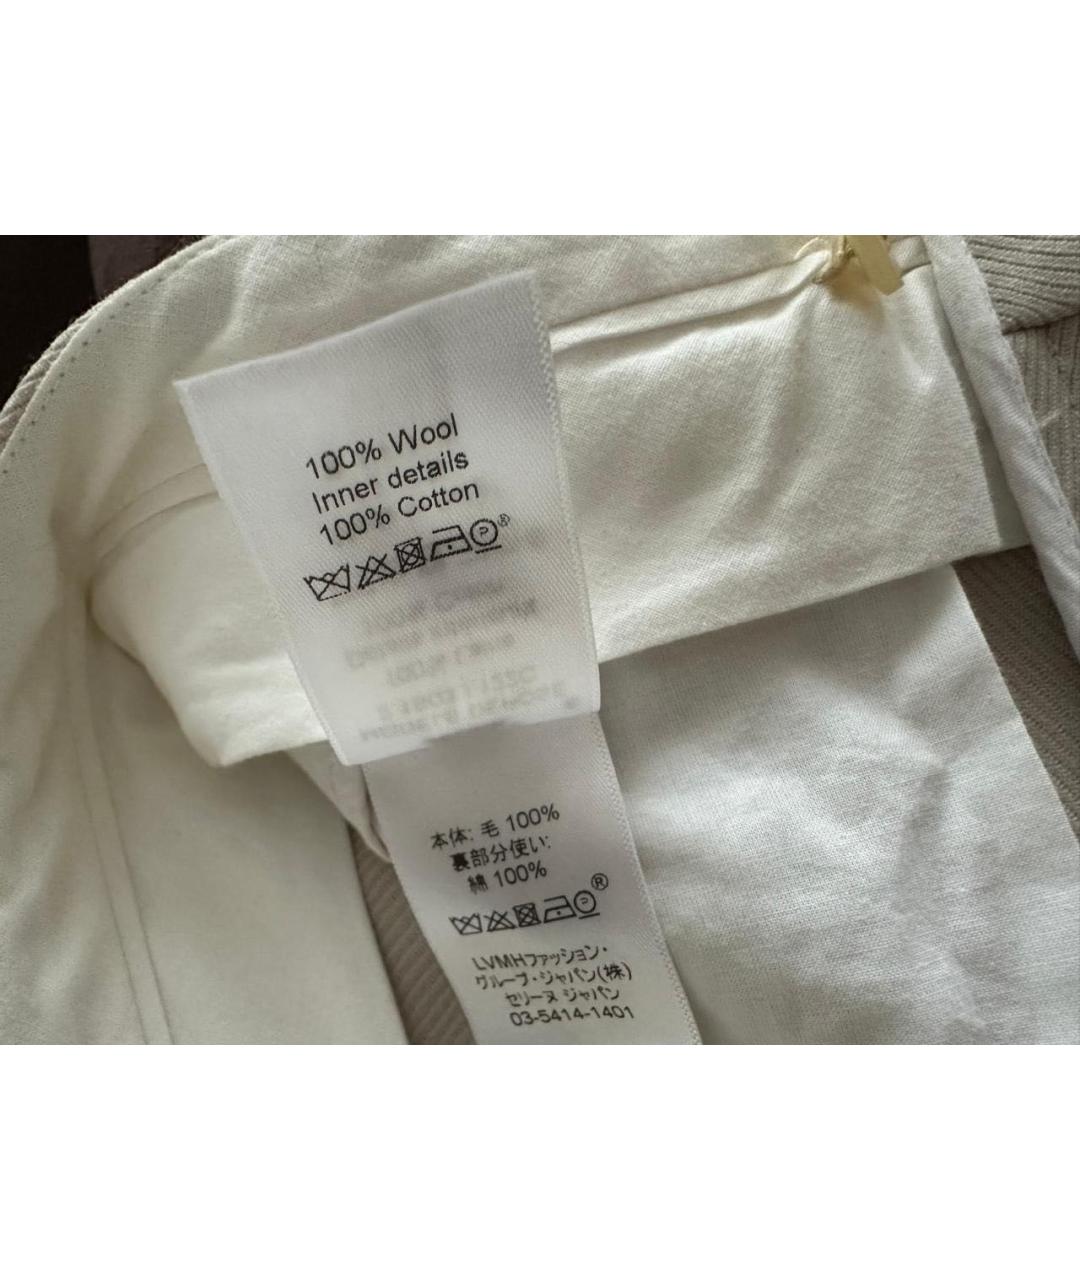 100% Wool
Inner details
100% Cotton
P®
本体: 毛 100%
裏部分使い:
綿 100%
P®
LVMHファッション・
グループ・ジャパン(株)
セリーヌ ジャパン
03-5414-1401